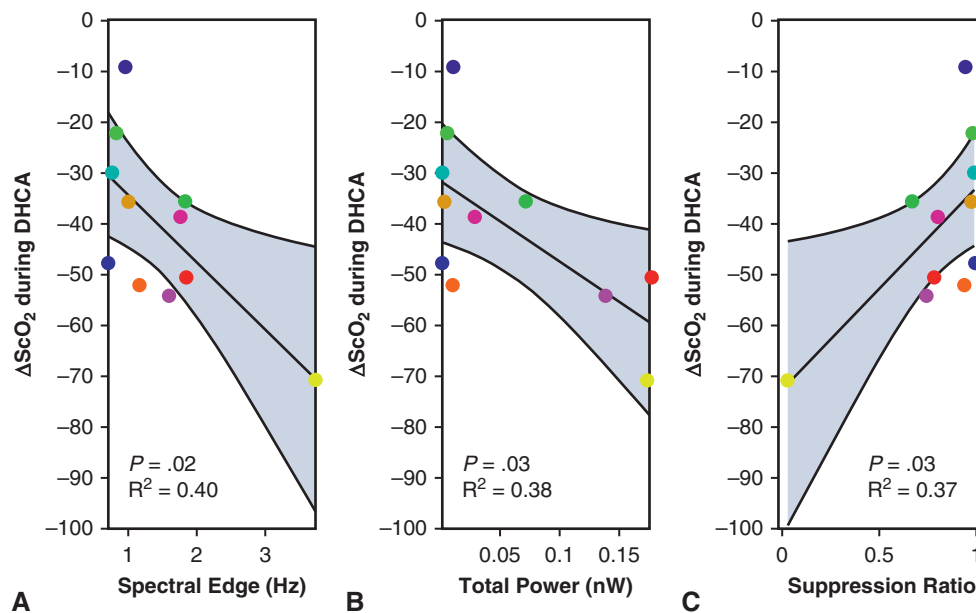 ΔScO₂ during DHCA
0
–10
–20
–30
–40
–50
–60
–70
–80
–90
–100
P = .02
R² = 0.40
1 2 3
Spectral Edge (Hz)
A
ΔScO₂ during DHCA
0
–10
–20
–30
–40
–50
–60
–70
–80
–90
–100
P = .03
R² = 0.38
0.05 0.1 0.15
Total Power (nW)
B
ΔScO₂ during DHCA
0
–10
–20
–30
–40
–50
–60
–70
–80
–90
–100
P = .03
R² = 0.37
0 0.5 1
Suppression Ratio
C